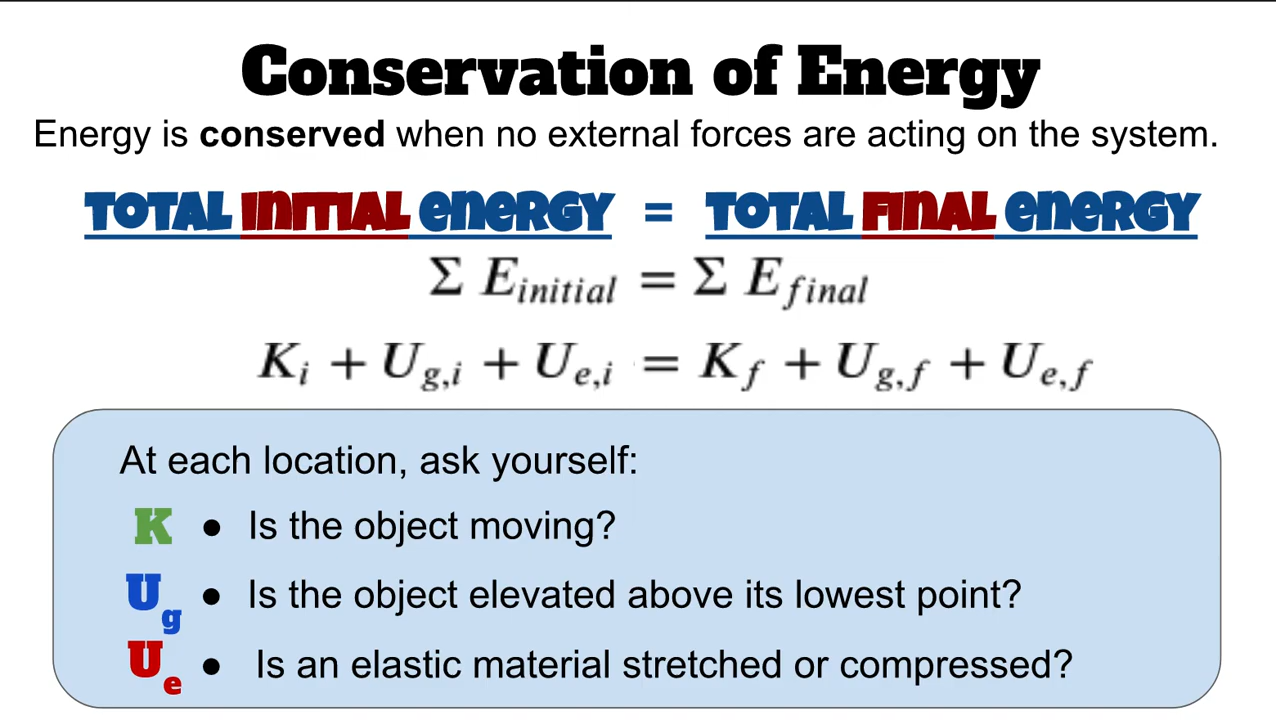 Conservation of Energy
Energy is conserved when no external forces are acting on the system.
TOTAL INITIAL ENERGY = TOTAL FINAL ENERGY
Σ E_initial = Σ E_final
K_i + U_g,i + U_e,i = K_f + U_g,f + U_e,f
At each location, ask yourself:
K ● Is the object moving?
U_g ● Is the object elevated above its lowest point?
U_e ● Is an elastic material stretched or compressed?